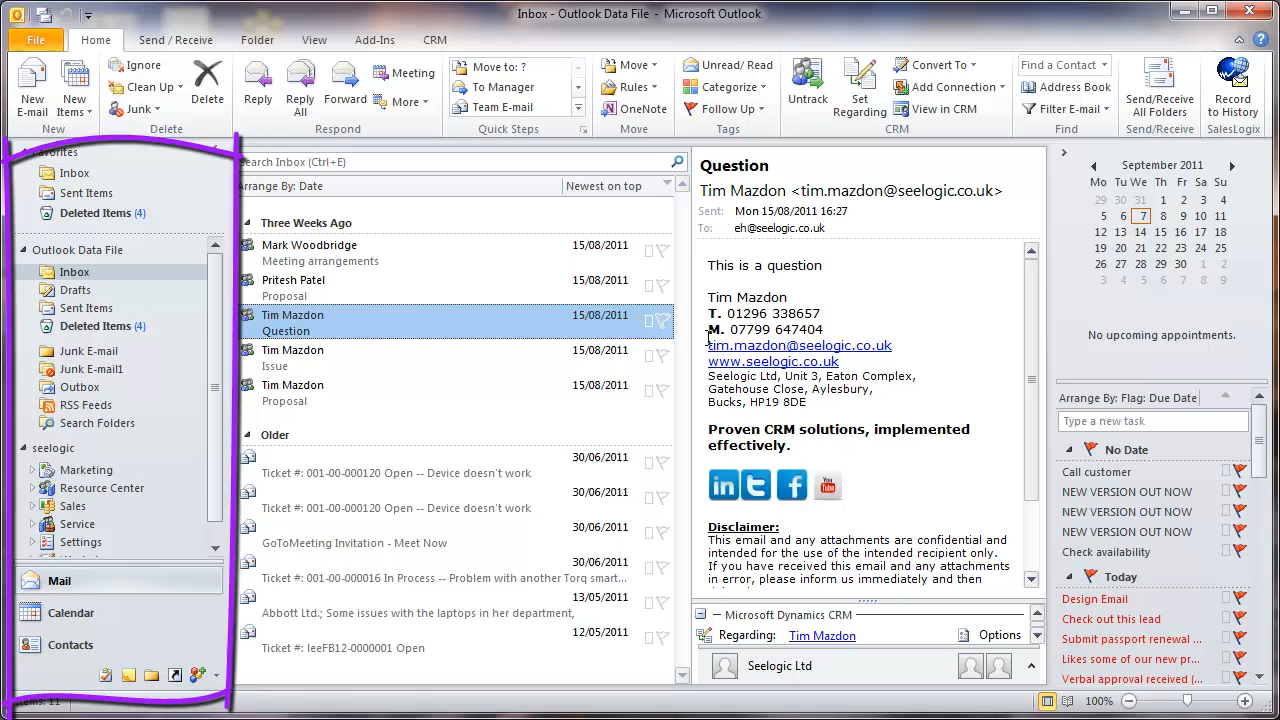 Inbox - Outlook Data File - Microsoft Outlook
File Home Send / Receive Folder View Add-Ins CRM
New E-mail
New Items
New
Ignore
Clean Up
Junk
Delete
Delete
Reply
Reply All
Forward
Meeting
More
Respond
Move to: ?
To Manager
Team E-mail
Quick Steps
Move
Rules
OneNote
Move
Unread/ Read
Categorize
Follow Up
Tags
Untrack
Set Regarding
Convert To
Add Connection
View in CRM
CRM
Find a Contact
Address Book
Filter E-mail
Find
Send/Receive All Folders
Send/Receive
Record to History
SalesLogix
Favorites
Inbox
Sent Items
Deleted Items (4)
Outlook Data File
Inbox
Drafts
Sent Items
Deleted Items (4)
Junk E-mail
Junk E-mail1
Outbox
RSS Feeds
Search Folders
seelogic
Marketing
Resource Center
Sales
Service
Settings
Mail
Calendar
Contacts
Items: 11
Search Inbox (Ctrl+E)
Arrange By: Date Newest on top
Three Weeks Ago
Mark Woodbridge 15/08/2011
Meeting arrangements
Pritesh Patel 15/08/2011
Proposal
Tim Mazdon 15/08/2011
Question
Tim Mazdon 15/08/2011
Issue
Tim Mazdon 15/08/2011
Proposal
Older
30/06/2011
Ticket #: 001-00-000120 Open -- Device doesn't work
30/06/2011
Ticket #: 001-00-000120 Open -- Device doesn't work
30/06/2011
GoToMeeting Invitation - Meet Now
30/06/2011
Ticket #: 001-00-000016 In Process -- Problem with another Torq smart...
13/05/2011
Abbott Ltd.; Some issues with the laptops in her department,
12/05/2011
Ticket #: leeFB12-0000001 Open
Question
Tim Mazdon <tim.mazdon@seelogic.co.uk>
Sent: Mon 15/08/2011 16:27
To: eh@seelogic.co.uk
This is a question
Tim Mazdon
T. 01296 338657
M. 07799 647404
tim.mazdon@seelogic.co.uk
www.seelogic.co.uk
Seelogic Ltd, Unit 3, Eaton Complex,
Gatehouse Close, Aylesbury,
Bucks, HP19 8DE
Proven CRM solutions, implemented
effectively.
in t f You Tube
Disclaimer:
This email and any attachments are confidential and
intended for the use of the intended recipient only.
If you have received this email and any attachments
in error, please inform us immediately and then
Microsoft Dynamics CRM
Regarding: Tim Mazdon Options
Seelogic Ltd
September 2011
Mo Tu We Th Fr Sa Su
29 30 31 1 2 3 4
5 6 7 8 9 10 11
12 13 14 15 16 17 18
19 20 21 22 23 24 25
26 27 28 29 30 1 2
3 4 5 6 7 8 9
No upcoming appointments.
Arrange By: Flag: Due Date
Type a new task
No Date
Call customer
NEW VERSION OUT NOW
NEW VERSION OUT NOW
NEW VERSION OUT NOW
Check availability
Today
Design Email
Check out this lead
Submit passport renewal ...
Likes some of our new pr...
Verbal approval received (...
100%